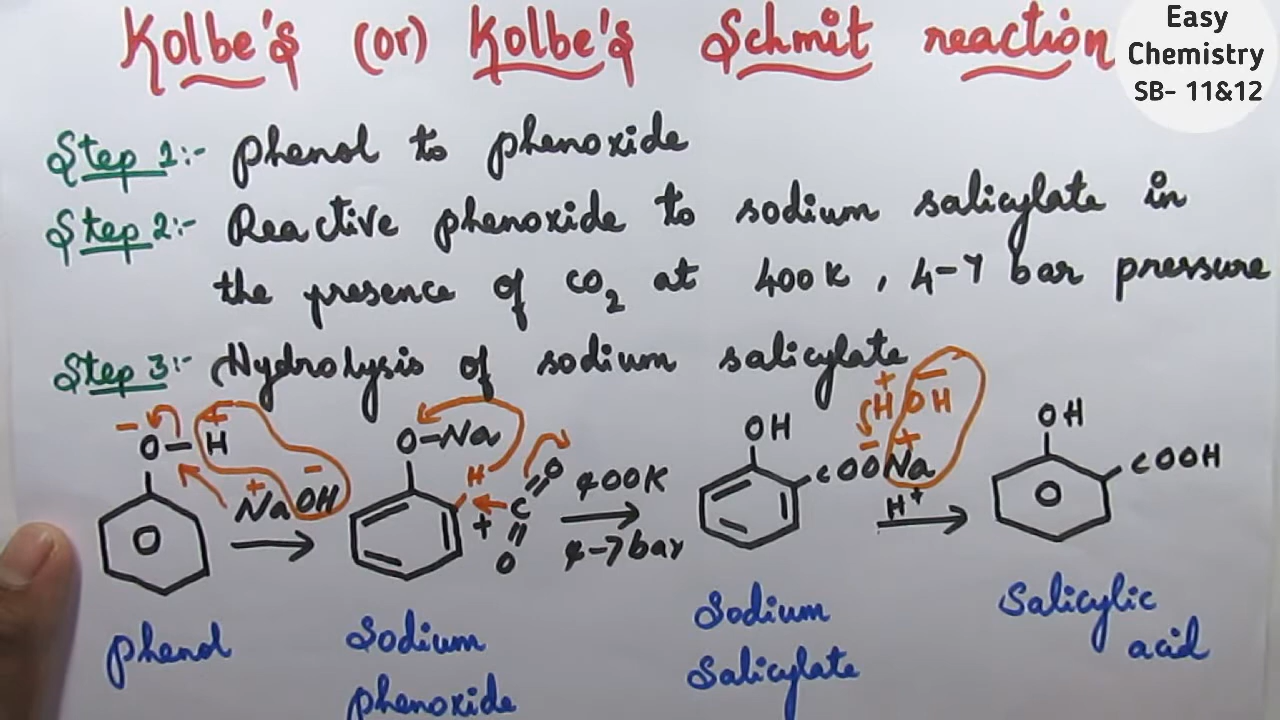 Kolbe's (or) Kolbe's Schmit reaction
Easy
Chemistry
SB- 11&12
Step 1:- phenol to phenoxide
Step 2:- Reactive phenoxide to sodium salicylate in
the presence of CO2 at 400K, 4-7 bar pressure
Step 3:- Hydrolysis of sodium salicylate
- O - H +
+ NaOH -
O-Na
H
+ C O O
400K
4-7 bar
OH
COO - Na +
H + OH -
H+
OH
COOH
phenol
Sodium
phenoxide
Sodium
Salicylate
Salicylic
acid